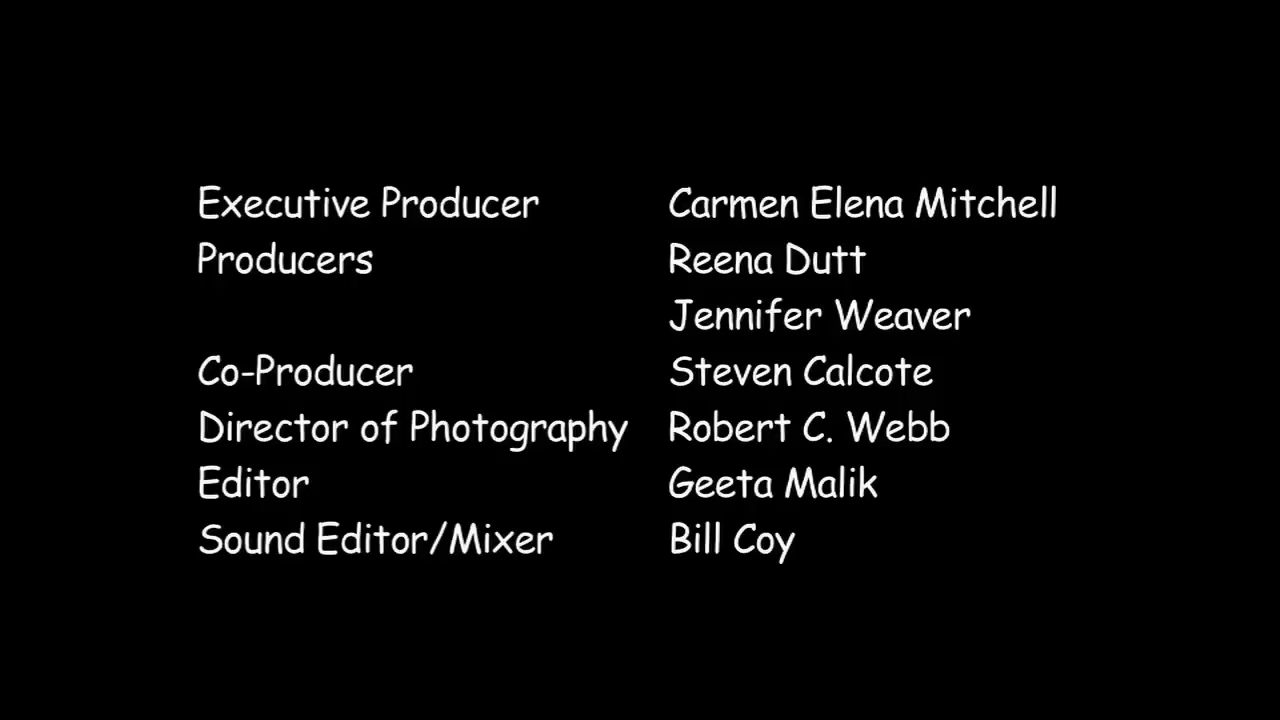 Executive Producer Carmen Elena Mitchell
Producers Reena Dutt
Jennifer Weaver
Co-Producer Steven Calcote
Director of Photography Robert C. Webb
Editor Geeta Malik
Sound Editor/Mixer Bill Coy